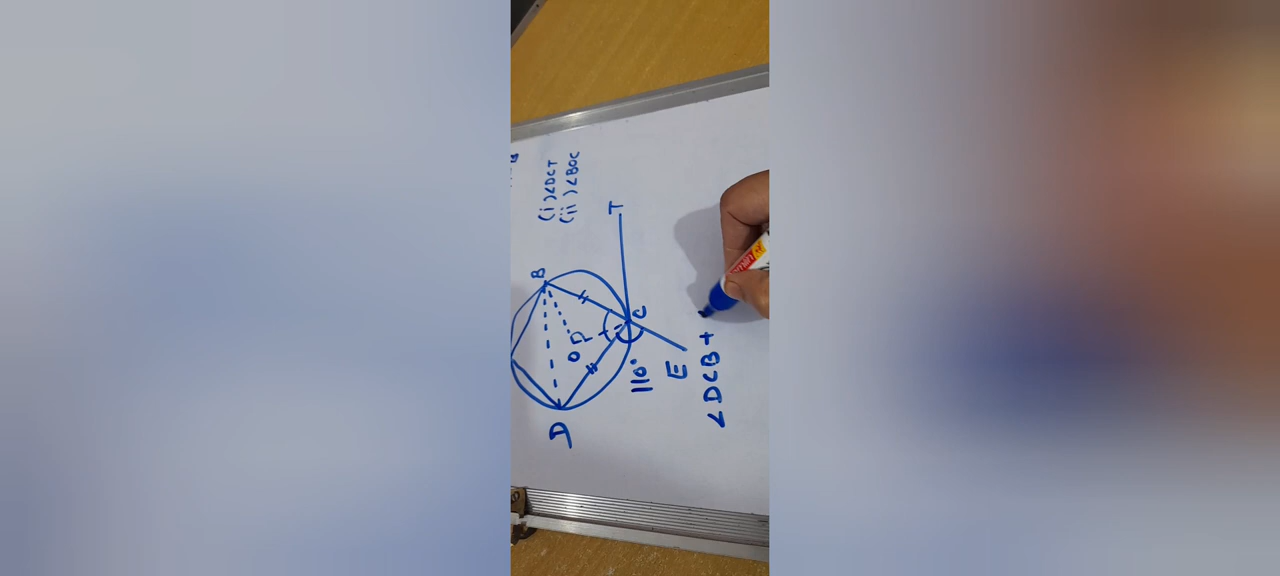 (i) ∠DCT
(ii) ∠BOC
B
T
O
C
D
110°
E
∠DCB +